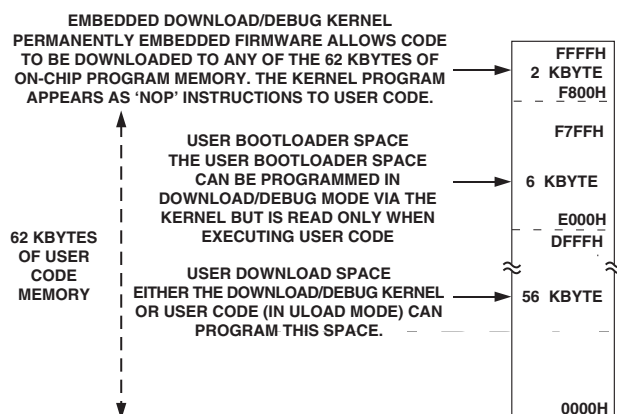 EMBEDDED DOWNLOAD/DEBUG KERNEL
PERMANENTLY EMBEDDED FIRMWARE ALLOWS CODE
TO BE DOWNLOADED TO ANY OF THE 62 KBYTES OF
ON-CHIP PROGRAM MEMORY. THE KERNEL PROGRAM
APPEARS AS ‘NOP’ INSTRUCTIONS TO USER CODE.
FFFFH
2 KBYTE
F800H
F7FFH
USER BOOTLOADER SPACE
THE USER BOOTLOADER SPACE
CAN BE PROGRAMMED IN
DOWNLOAD/DEBUG MODE VIA THE
KERNEL BUT IS READ ONLY WHEN
EXECUTING USER CODE
6 KBYTE
E000H
DFFFH
62 KBYTES
OF USER
CODE
MEMORY
USER DOWNLOAD SPACE
EITHER THE DOWNLOAD/DEBUG KERNEL
OR USER CODE (IN ULOAD MODE) CAN
PROGRAM THIS SPACE.
56 KBYTE
0000H